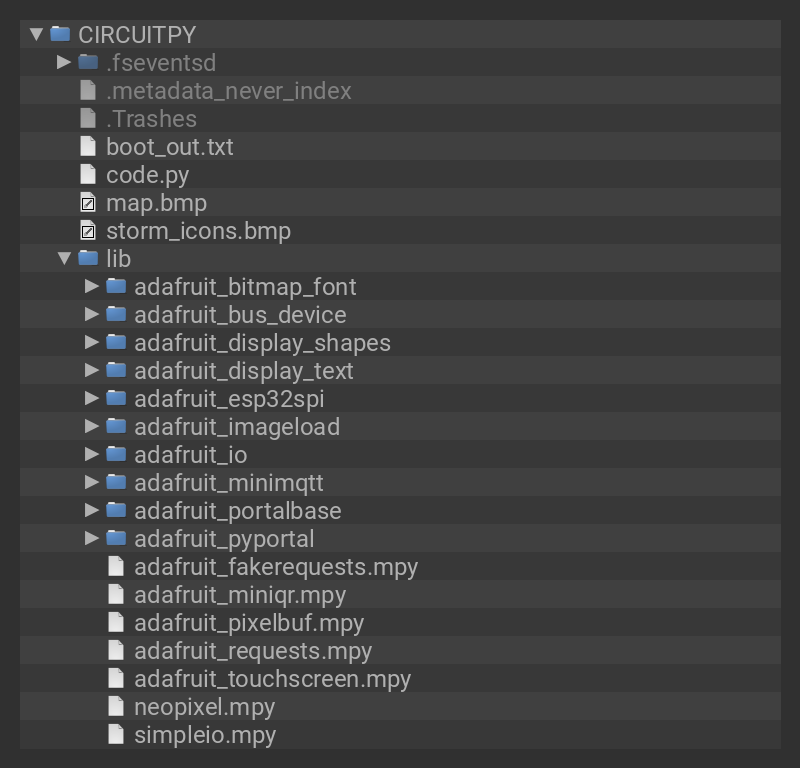 CIRCUITPY
.fseventsd
.metadata_never_index
.Trashes
boot_out.txt
code.py
map.bmp
storm_icons.bmp
lib
adafruit_bitmap_font
adafruit_bus_device
adafruit_display_shapes
adafruit_display_text
adafruit_esp32spi
adafruit_imageload
adafruit_io
adafruit_minimqtt
adafruit_portalbase
adafruit_pyportal
adafruit_fakerequests.mpy
adafruit_miniqr.mpy
adafruit_pixelbuf.mpy
adafruit_requests.mpy
adafruit_touchscreen.mpy
neopixel.mpy
simpleio.mpy